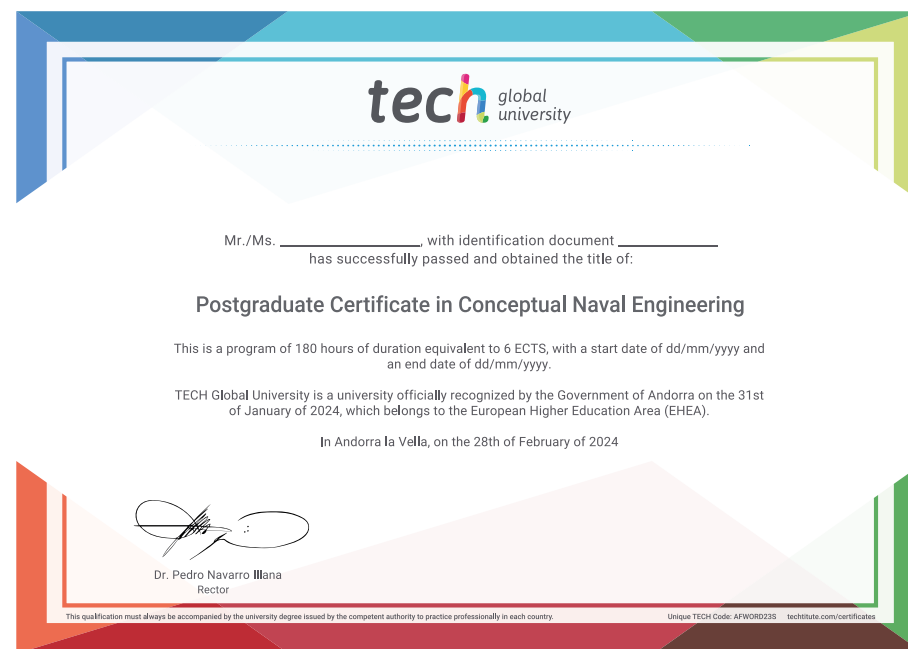 tech global university
Mr./Ms. ____________________, with identification document ______________
has successfully passed and obtained the title of:
Postgraduate Certificate in Conceptual Naval Engineering
This is a program of 180 hours of duration equivalent to 6 ECTS, with a start date of dd/mm/yyyy and
an end date of dd/mm/yyyy.
TECH Global University is a university officially recognized by the Government of Andorra on the 31st
of January of 2024, which belongs to the European Higher Education Area (EHEA).
In Andorra la Vella, on the 28th of February of 2024
Dr. Pedro Navarro Illana
Rector
This qualification must always be accompanied by the university degree issued by the competent authority to practice professionally in each country.
Unique TECH Code: AFWORD23S techtitute.com/certificates